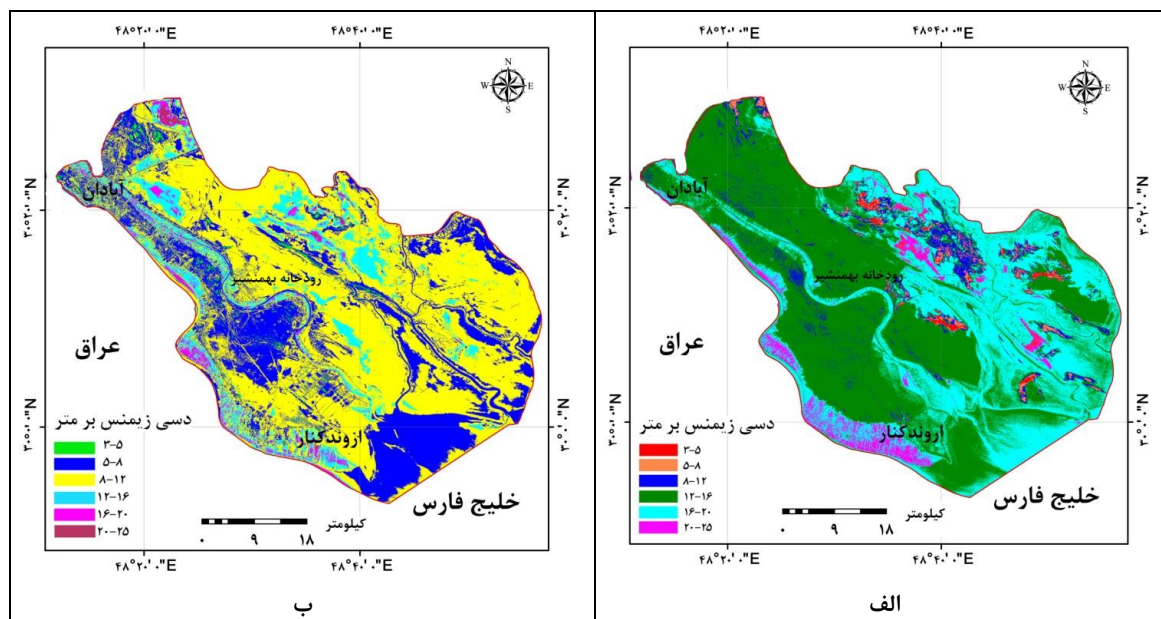 ۴۸°۲۰'۰"E ۴۸°۴۰'۰"E
N
W E
S
آبادان
۳۰°۲۰'۰"N ۳۰°۲۰'۰"N
رودخانه بهمنشیر
عراق
۳۰°۰'۰"N ۳۰°۰'۰"N
دسی زیمنس بر متر
اروندکنار
۳-۵
۵-۸
۸-۱۲
۱۲-۱۶
۱۶-۲۰
۲۰-۲۵
خلیج فارس
کیلومتر
۰ ۹ ۱۸
۴۸°۲۰'۰"E ۴۸°۴۰'۰"E
الف
۴۸°۲۰'۰"E ۴۸°۴۰'۰"E
N
W E
S
آبادان
۳۰°۲۰'۰"N ۳۰°۲۰'۰"N
رودخانه بهمنشیر
عراق
۳۰°۰'۰"N ۳۰°۰'۰"N
دسی زیمنس بر متر
اروندکنار
۳-۵
۵-۸
۸-۱۲
۱۲-۱۶
۱۶-۲۰
۲۰-۲۵
خلیج فارس
کیلومتر
۰ ۹ ۱۸
۴۸°۲۰'۰"E ۴۸°۴۰'۰"E
ب